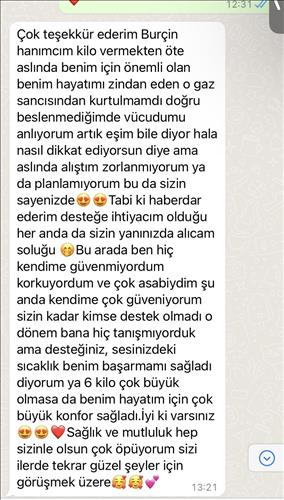 12:31
Çok teşekkür ederim Burçin
hanımcım kilo vermekten öte
aslında benim için önemli olan
benim hayatımı zindan eden o gaz
sancısından kurtulmamdı doğru
beslenmediğimde vücudumu
anlıyorum artık eşim bile diyor hala
nasıl dikkat ediyorsun diye ama
aslında alıştım zorlanmıyorum ya
da planlamıyorum bu da sizin
sayenizde😍😍Tabi ki haberdar
ederim desteğe ihtiyacım olduğu
her anda da sizin yanınızda alıcam
soluğu 🤭Bu arada ben hiç
kendime güvenmiyordum
korkuyordum ve çok asabiydim şu
anda kendime çok güveniyorum
sizin kadar kimse destek olmadı o
dönem bana hiç tanışmıyorduk
ama desteğiniz, sesinizdeki
sıcaklık benim başarmamı sağladı
diyorum ya 6 kilo çok büyük
olmasa da benim hayatım için çok
büyük konfor sağladı.İyi ki varsınız
😍😍❤️Sağlık ve mutluluk hep
sizinle olsun çok öpüyorum sizi
ilerde tekrar güzel şeyler için
görüşmek üzere🥰🥰💕
13:21